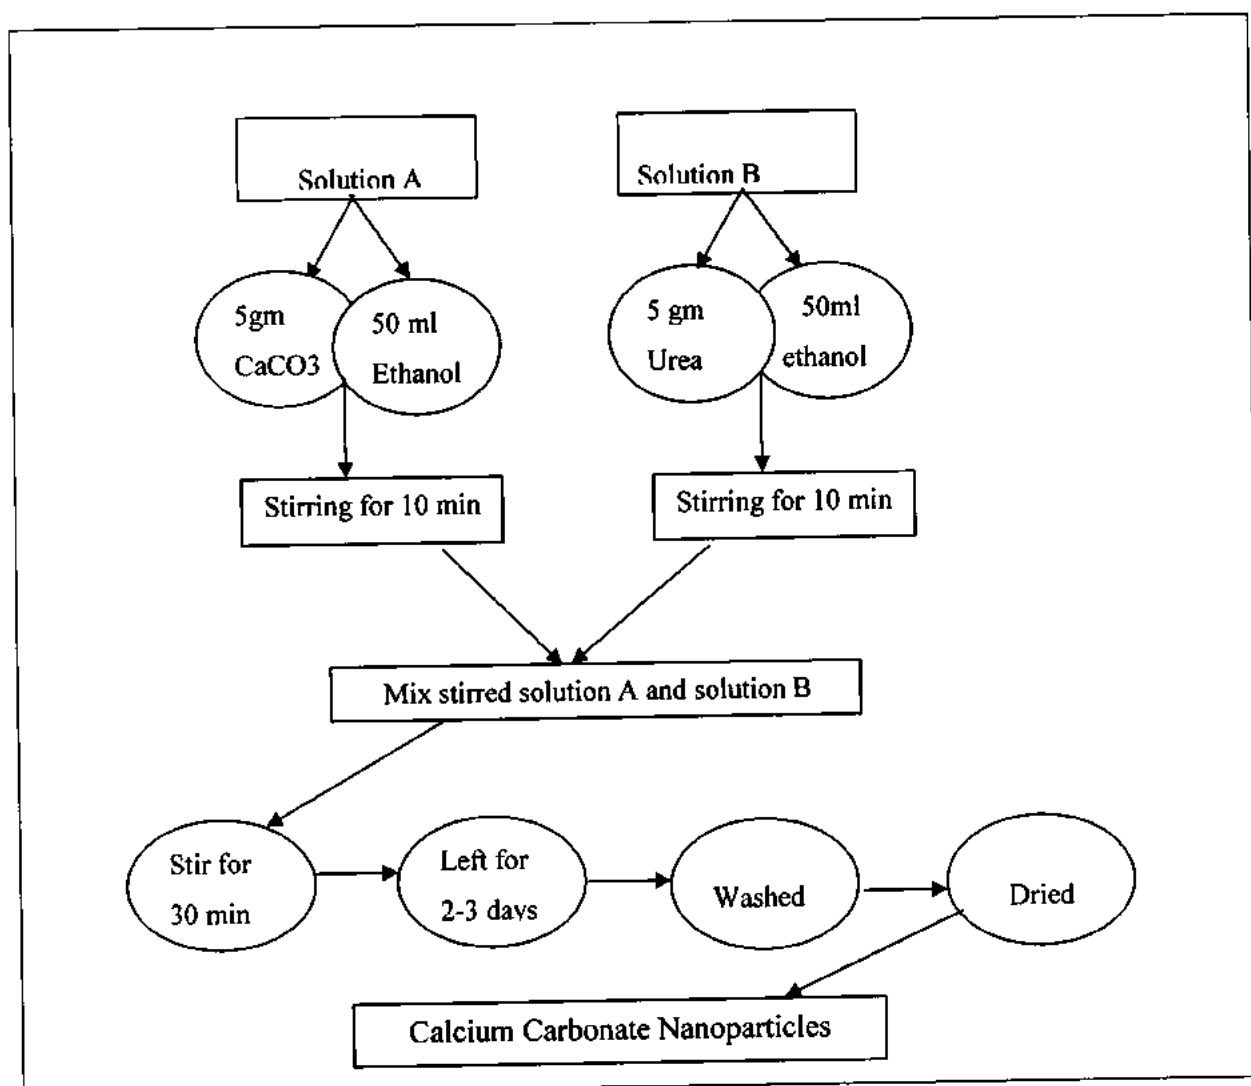 Solution A
Solution B
5gm
CaCO3
50 ml
Ethanol
5 gm
Urea
50ml
ethanol
Stirring for 10 min
Stirring for 10 min
Mix stirred solution A and solution B
Stir for
30 min
Left for
2-3 days
Washed
Dried
Calcium Carbonate Nanoparticles